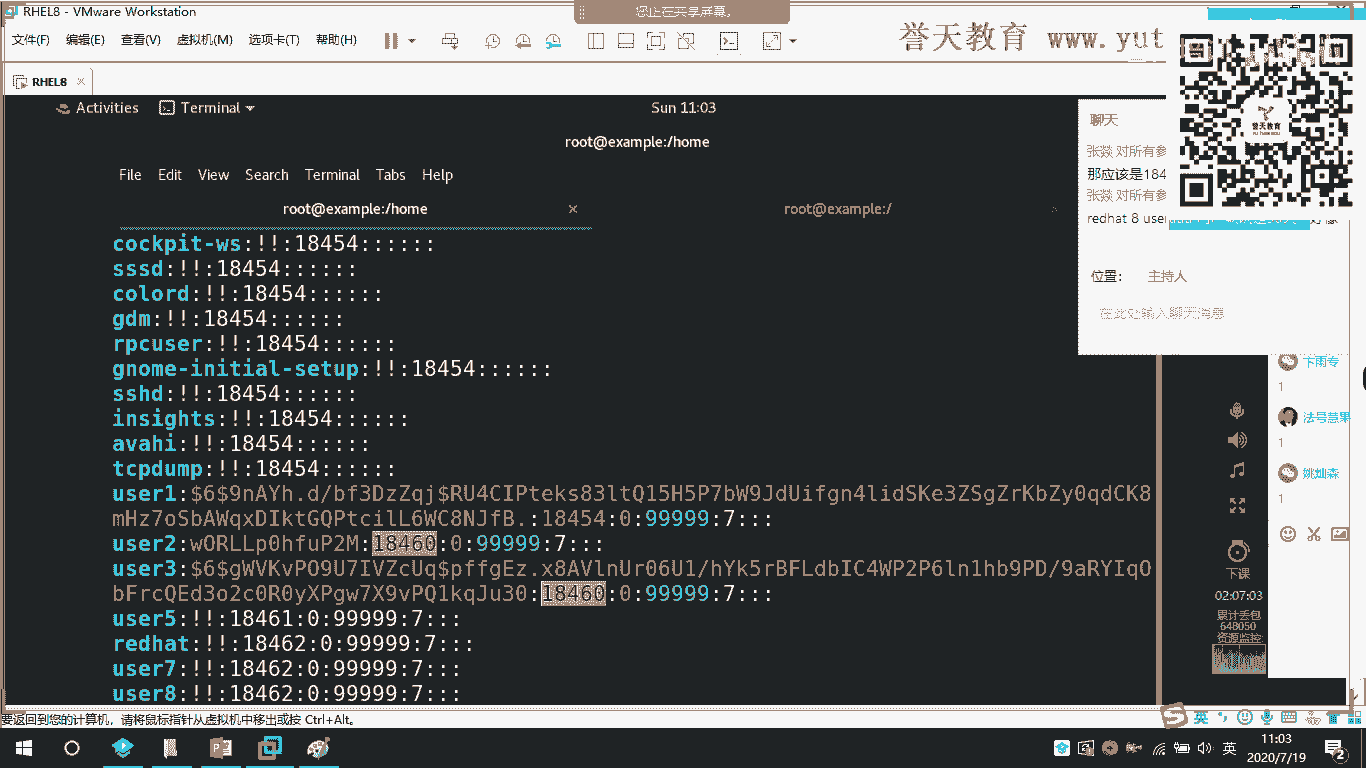 RHEL8 - VMware Workstation
您正在共享屏幕。
文件(F) 编辑(E) 查看(V) 虚拟机(M) 选项卡(T) 帮助(H)
誉天教育 www.yut
RHEL8
Activities Terminal Sun 11:03
root@example:/home
File Edit View Search Terminal Tabs Help
root@example:/home root@example:/
cockpit-ws:!!:18454::::::
sssd:!!:18454::::::
colord:!!:18454::::::
gdm:!!:18454::::::
rpcuser:!!:18454::::::
gnome-initial-setup:!!:18454::::::
sshd:!!:18454::::::
insights:!!:18454::::::
avahi:!!:18454::::::
tcpdump:!!:18454::::::
user1:$6$9nAYh.d/bf3DzZqj$RU4CIPteks83ltQ15H5P7bW9JdUifgn4lidSKe3ZSgZrKbZy0qdCK8
mHz7oSbAWqxDIktGQPtcilL6WC8NJfB.:18454:0:99999:7:::
user2:wORLLp0hfuP2M:18460:0:99999:7:::
user3:$6$gWVKvPO9U7IVZcUq$pffgEz.x8AVlnUr06U1/hYk5rBFLdbIC4WP2P6ln1hb9PD/9aRYIqO
bFrcQEd3o2c0R0yXPgw7X9vPQ1kqJu30:18460:0:99999:7:::
user5:!!:18461:0:99999:7:::
redhat:!!:18462:0:99999:7:::
user7:!!:18462:0:99999:7:::
user8:!!:18462:0:99999:7:::
聊天
张燚 对所有参
那应该是184
张燚 对所有参
redhat 8 user
位置: 主持人
在此处输入聊天消息
誉天教育
卞雨专
1
法号慧果
1
姚灿森
1
下课
02:07:03
累计丢包
648050
资源监控:
要返回到您的计算机，请将鼠标指针从虚拟机中移出或按 Ctrl+Alt。
英
英
11:03
2020/7/19
2